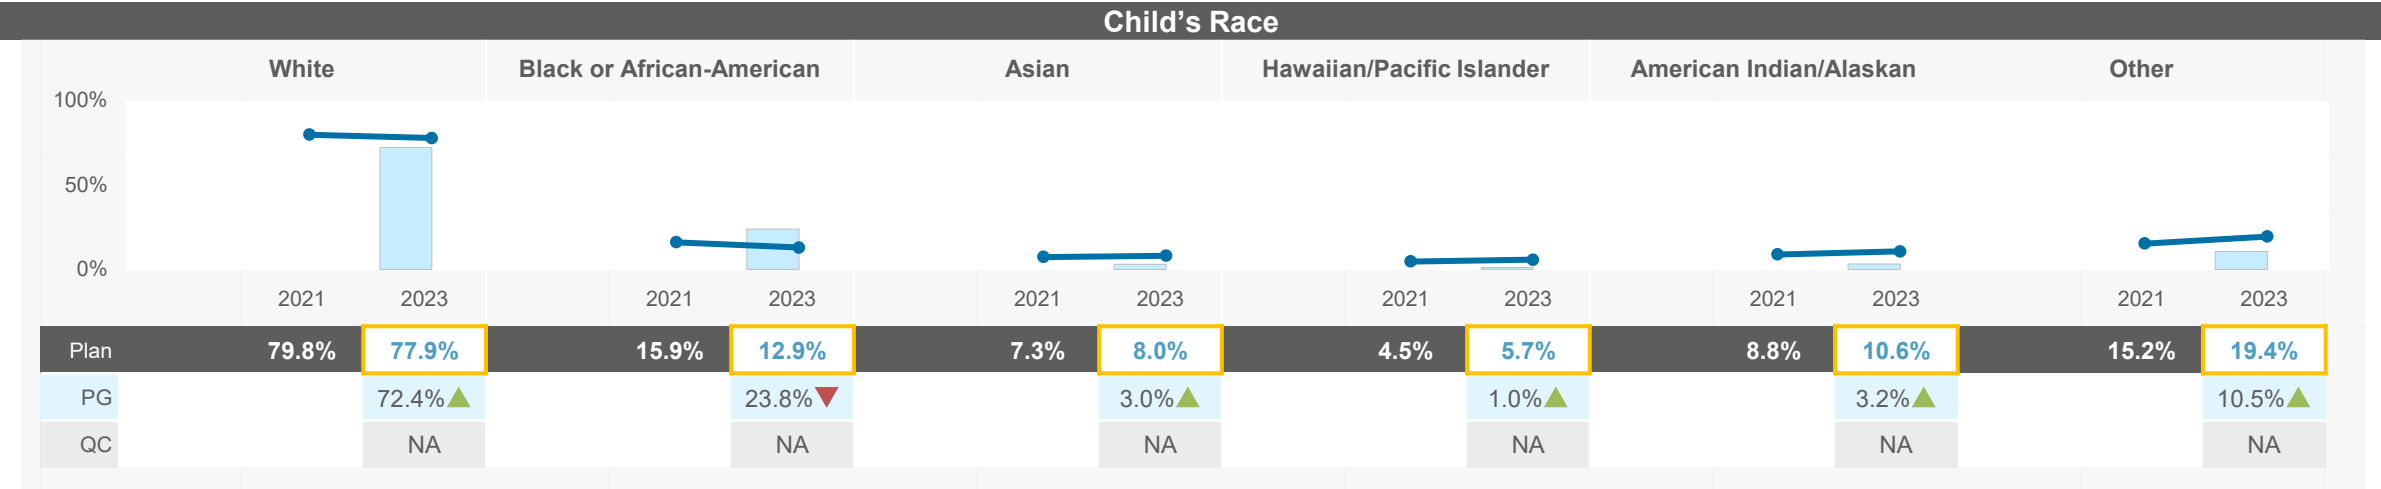 Child's Race
White Black or African-American Asian Hawaiian/Pacific Islander American Indian/Alaskan Other
100%
50%
0%
2021 2023 2021 2023 2021 2023 2021 2023 2021 2023 2021 2023
Plan 79.8% 77.9% 15.9% 12.9% 7.3% 8.0% 4.5% 5.7% 8.8% 10.6% 15.2% 19.4%
PG 72.4% 23.8% 3.0% 1.0% 3.2% 10.5%
QC NA NA NA NA NA NA